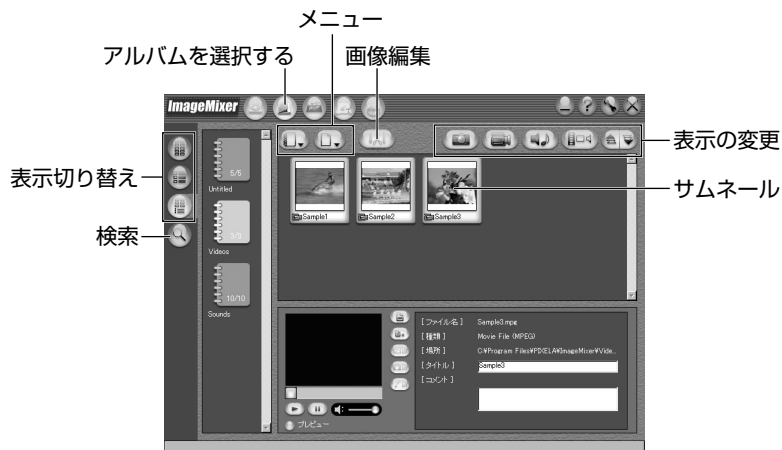 メニュー
アルバムを選択する
画像編集
ImageMixer
表示の変更
表示切り替え
サムネール
検索
5/5
Untitled
3/3
Videos
10/10
Sounds
Sample1
Sample2
Sample3
[ファイル名] Sample3.mpg
[種類] Movie File (MPEG)
[場所] C:¥Program Files¥PIXELA¥ImageMixer¥Vide...
[タイトル] Sample3
[コメント]
プレビュー